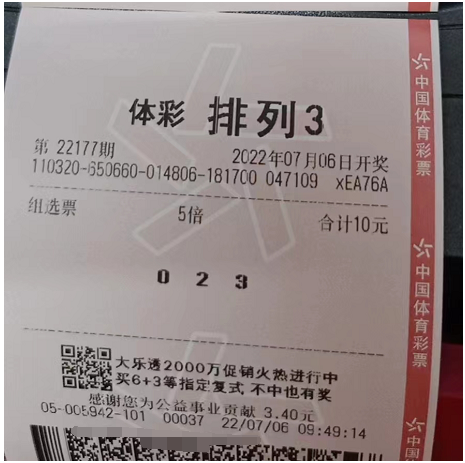 体彩 排列3
第 22177期 2022年07月06日开奖
110320-650660-014806-181700 047109 xEA76A
组选票 5倍 合计10元
0 2 3
大乐透2000万促销火热进行中
买6+3等指定复式 不中也有奖
感谢您为公益事业贡献 3.40元
05-005942-101 00037 22/07/06 09:49:14
中国体育彩票
中国体育彩票
中国体